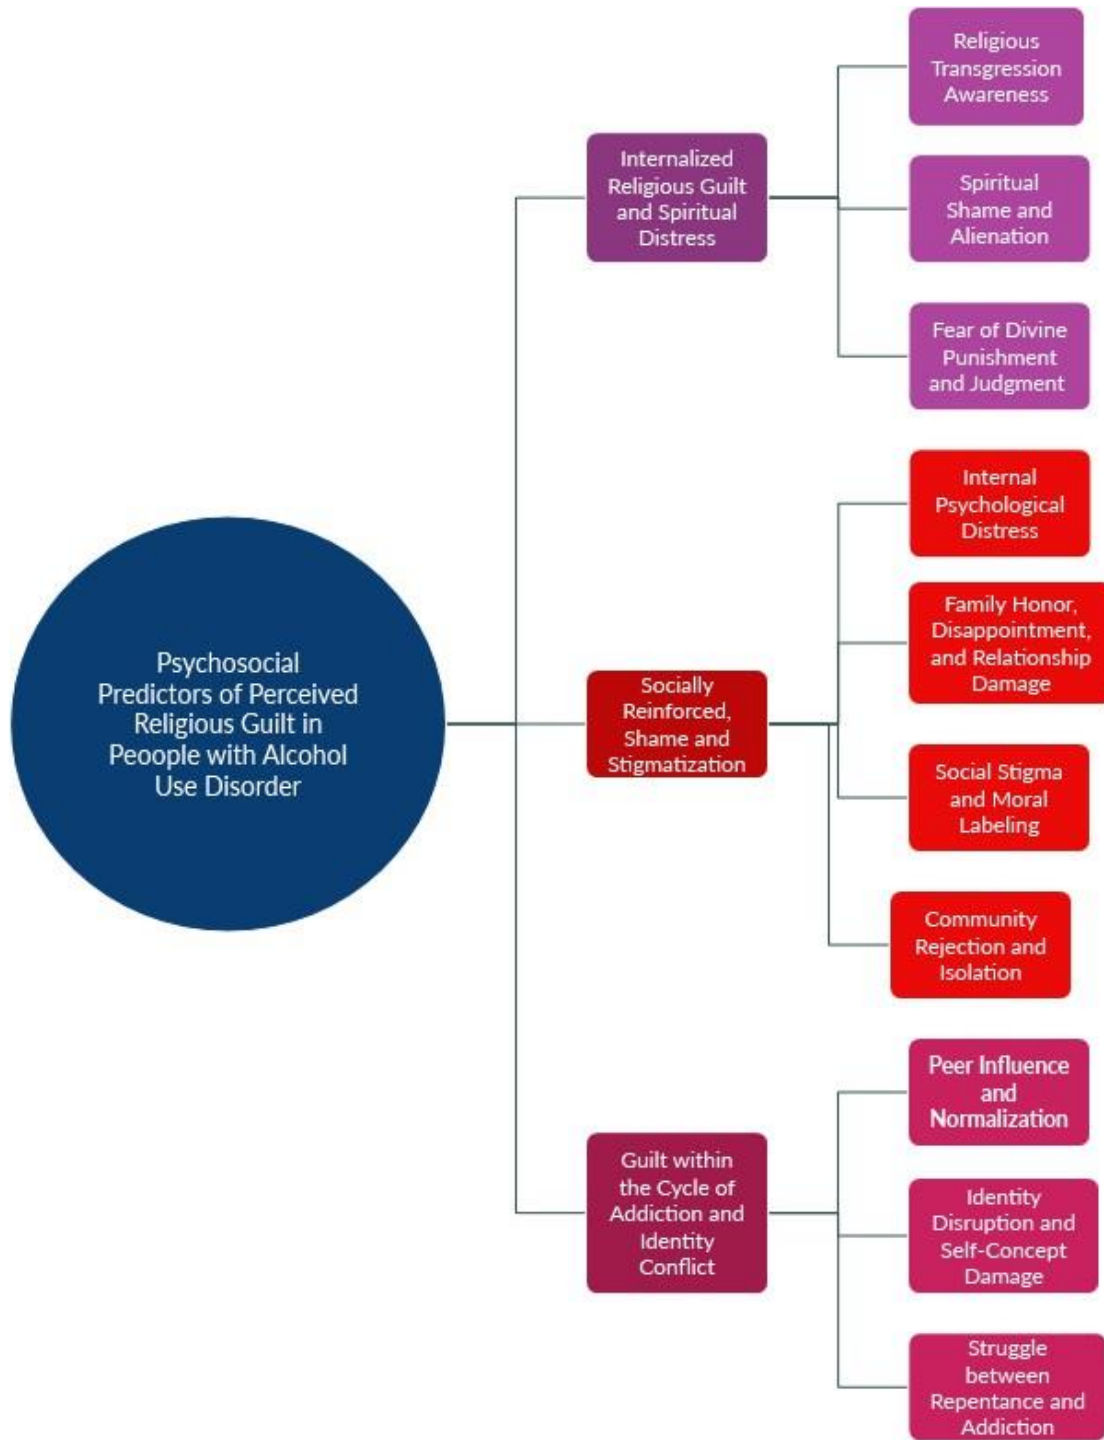 Religious
Transgression
Awareness
Internalized
Religious Guilt
and Spiritual
Distress
Spiritual
Shame and
Alienation
Fear of Divine
Punishment
and Judgment
Psychosocial
Predictors of Perceived
Religious Guilt in
Peoople with Alcohol
Use Disorder
Socially
Reinforced,
Shame and
Stigmatization
Internal
Psychological
Distress
Family Honor,
Disappointment,
and Relationship
Damage
Social Stigma
and Moral
Labeling
Community
Rejection and
Isolation
Guilt within
the Cycle of
Addiction and
Identity
Conflict
Peer Influence
and
Normalization
Identity
Disruption and
Self-Concept
Damage
Struggle
between
Repentance and
Addiction